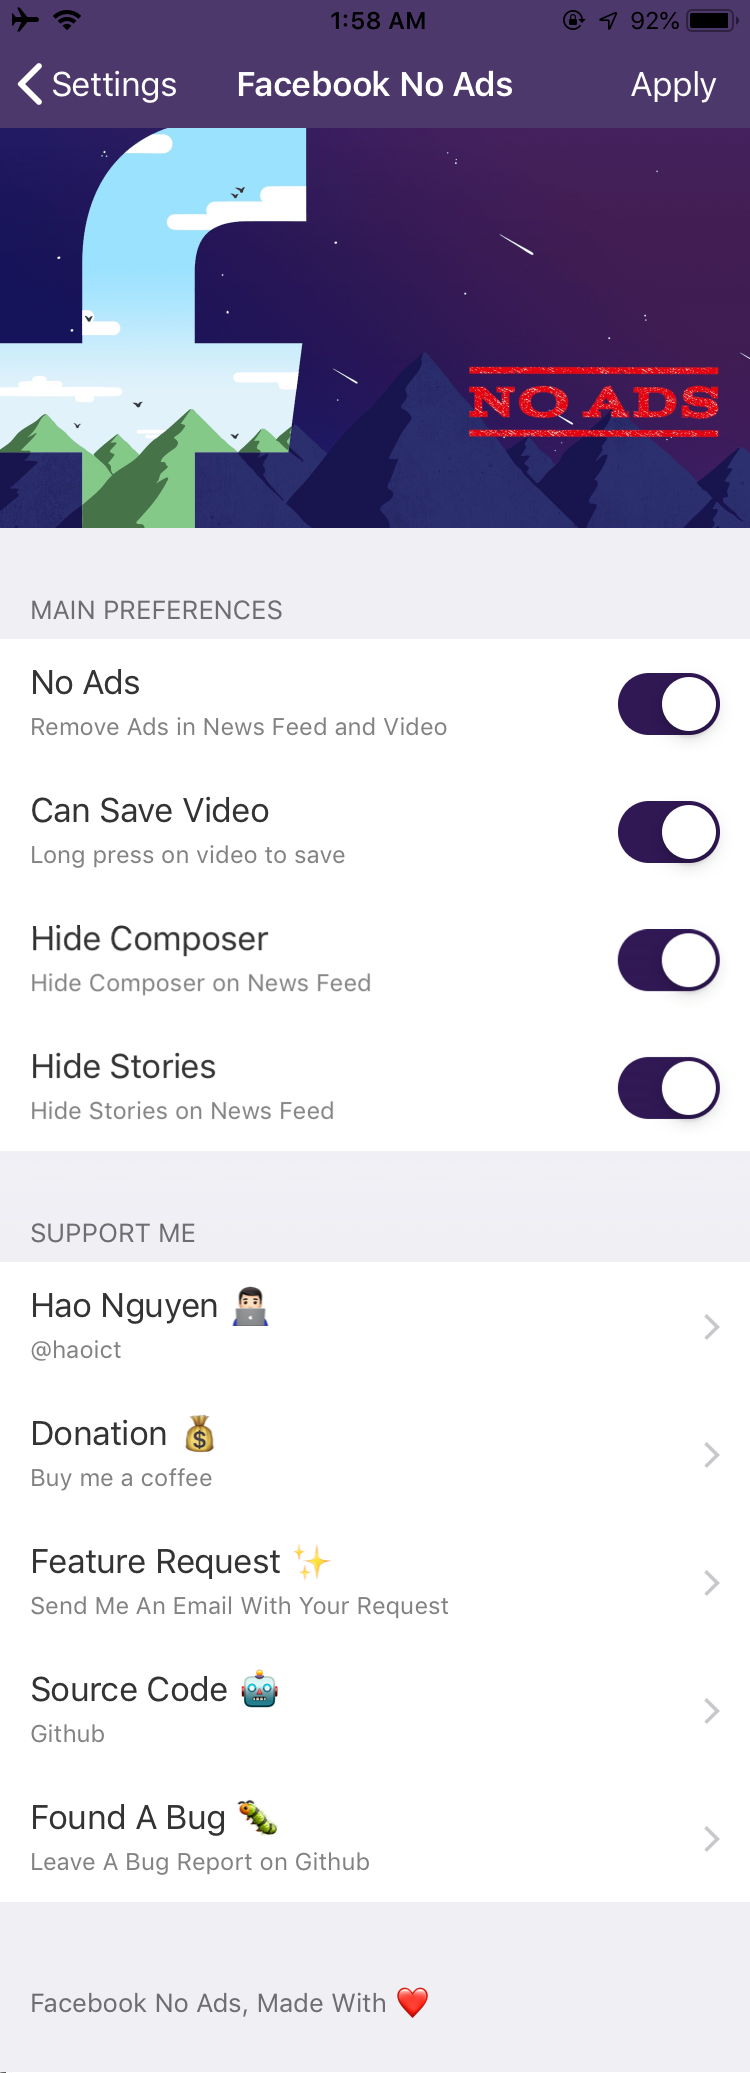 1:58 AM
92%
Settings
Facebook No Ads
Apply
NO ADS
MAIN PREFERENCES
No Ads
Remove Ads in News Feed and Video
Can Save Video
Long press on video to save
Hide Composer
Hide Composer on News Feed
Hide Stories
Hide Stories on News Feed
SUPPORT ME
Hao Nguyen 👨🏻‍💻
@haoict
Donation 💰
Buy me a coffee
Feature Request ✨
Send Me An Email With Your Request
Source Code 🤖
Github
Found A Bug 🐛
Leave A Bug Report on Github
Facebook No Ads, Made With ❤️